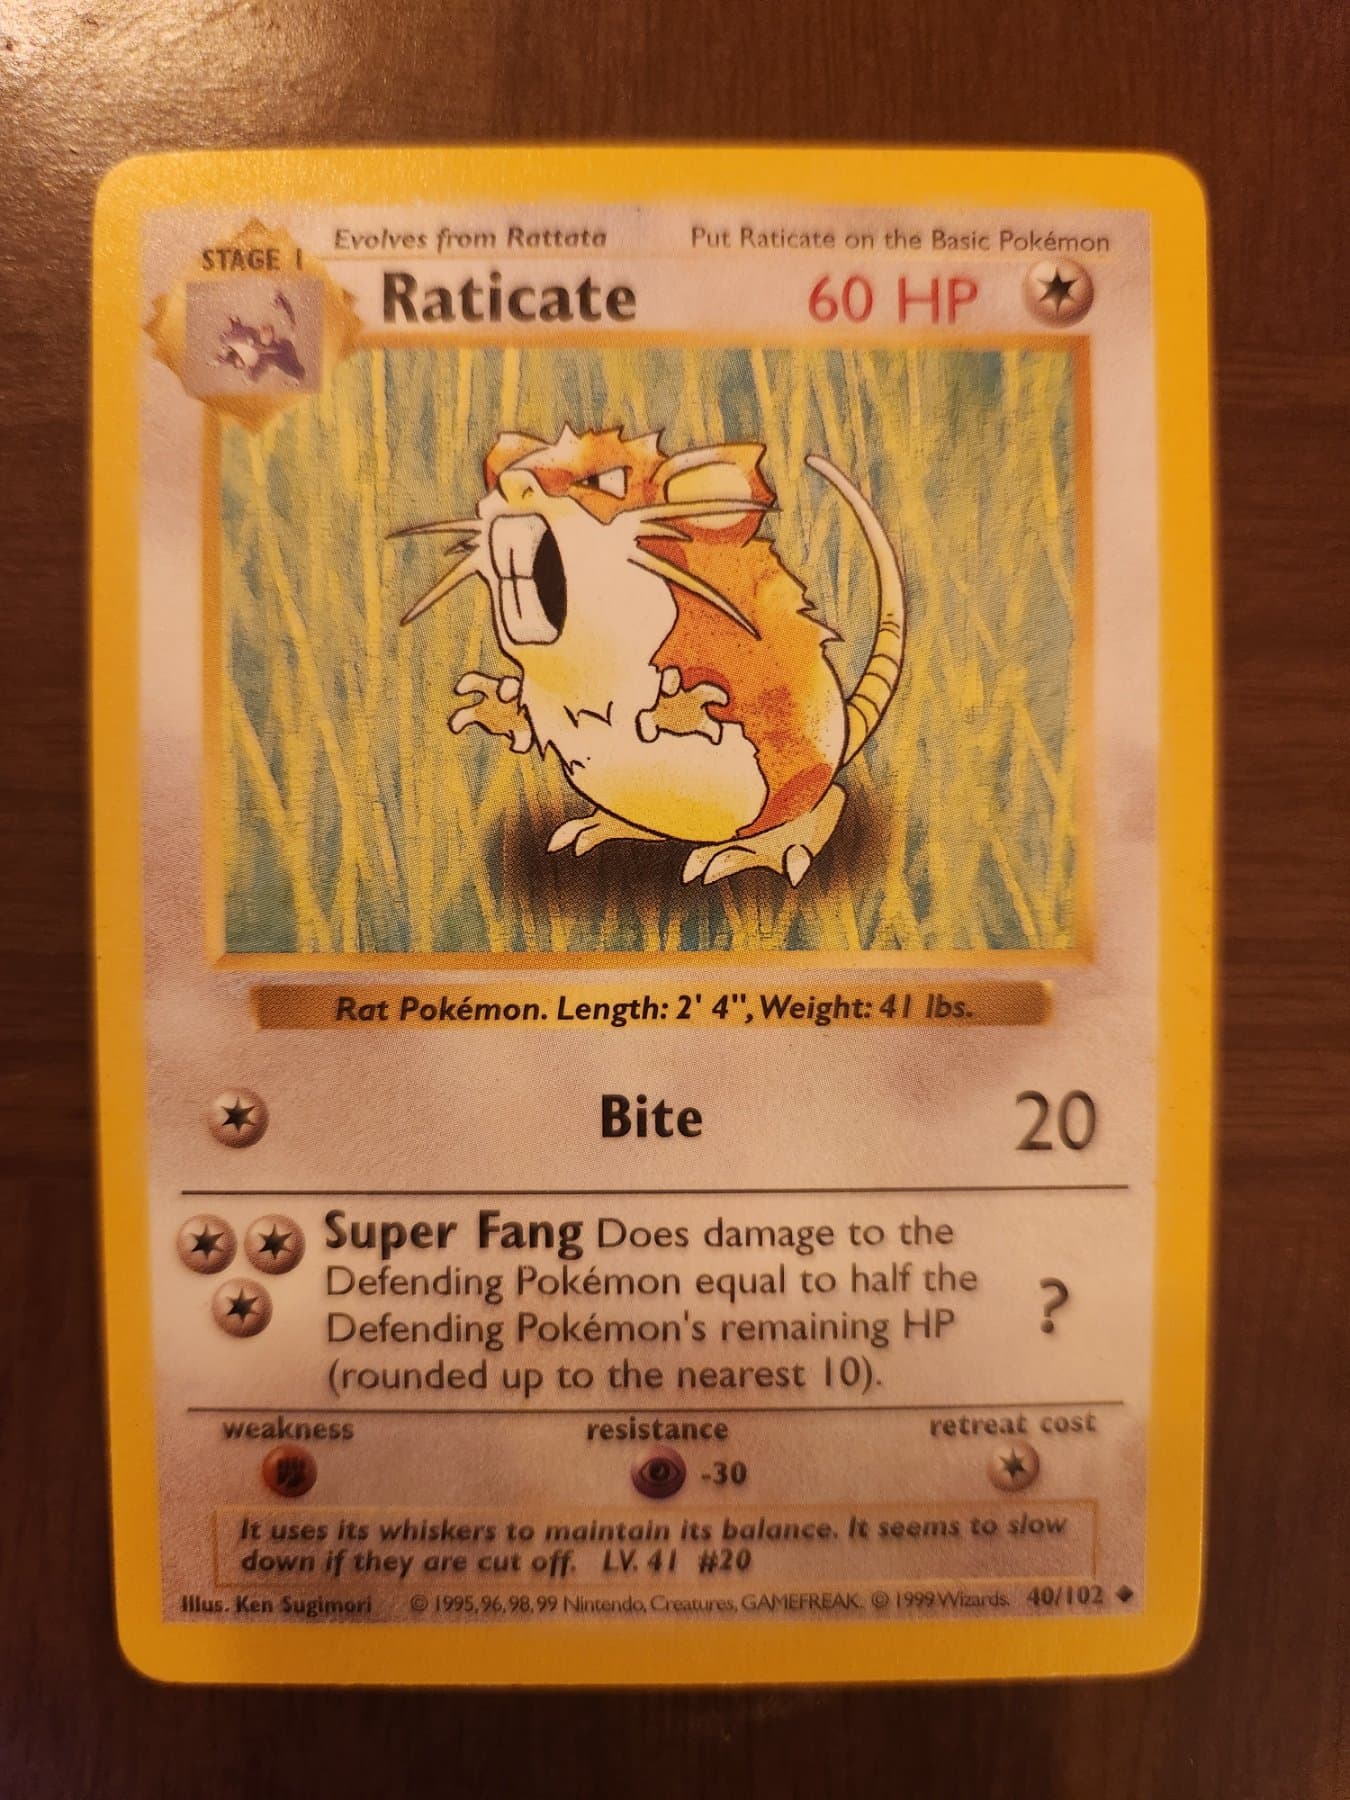 Evolves from Rattata Put Raticate on the Basic Pokémon
STAGE 1
Raticate 60 HP
Rat Pokémon. Length: 2' 4", Weight: 41 lbs.
Bite 20
Super Fang Does damage to the
Defending Pokémon equal to half the
Defending Pokémon's remaining HP
(rounded up to the nearest 10).
?
weakness resistance retreat cost
-30
It uses its whiskers to maintain its balance. It seems to slow
down if they are cut off. LV. 41 #20
Illus. Ken Sugimori © 1995, 96, 98, 99 Nintendo, Creatures, GAMEFREAK. © 1999 Wizards. 40/102